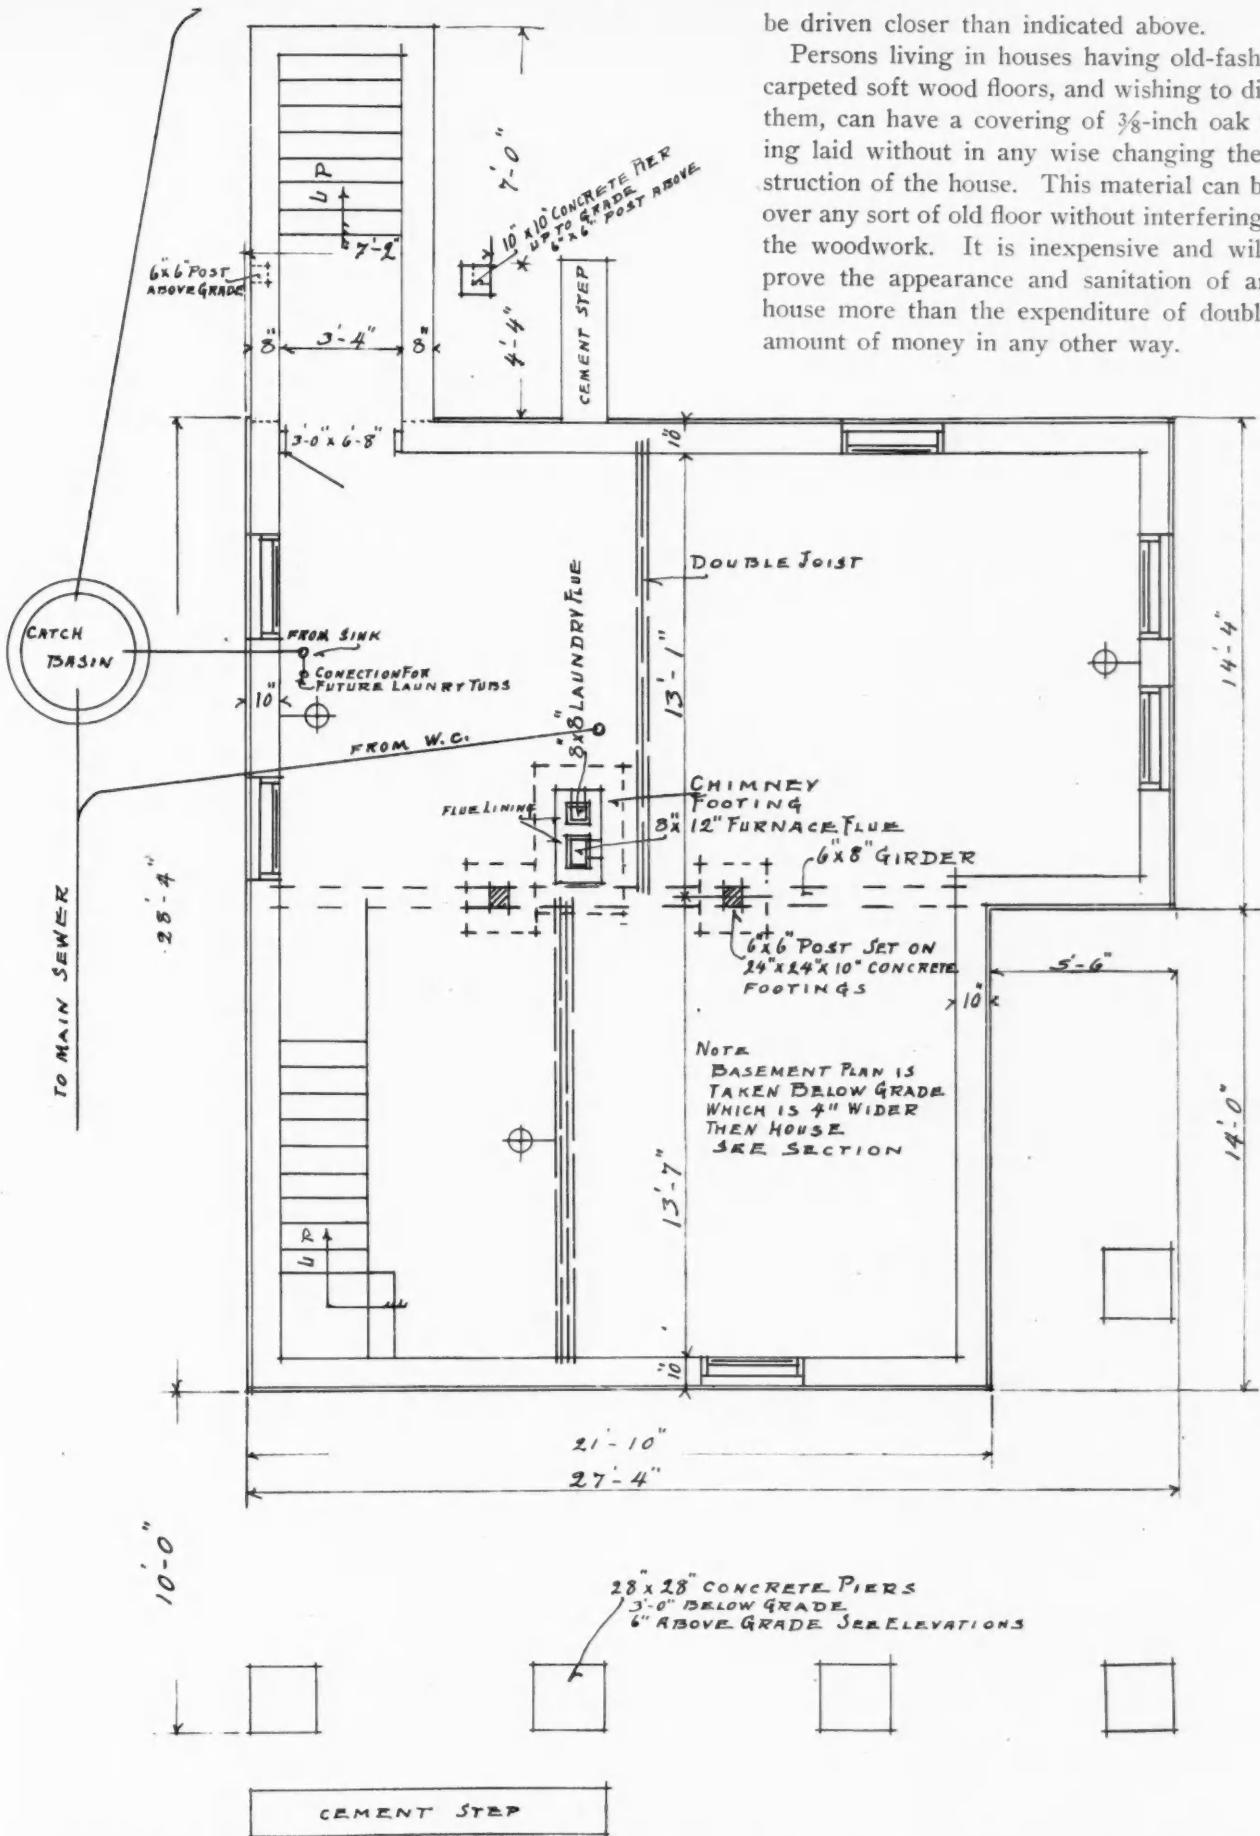 be driven closer than indicated above.
Persons living in houses having old-fash
carpeted soft wood floors, and wishing to di
them, can have a covering of ⅜-inch oak
ing laid without in any wise changing the
struction of the house. This material can b
over any sort of old floor without interfering
the woodwork. It is inexpensive and wil
prove the appearance and sanitation of a
house more than the expenditure of doubl
amount of money in any other way.
UP
7'-0"
10" x 10" CONCRETE PIER
UP TO GRADE
6" x 6" POST ABOVE
7'-2"
6"x6" POST
ABOVE GRADE
8"
3'-4"
8"
4'-4"
CEMENT STEP
3'-0" x 6'-8"
10"
DOUBLE JOIST
8"x8" LAUNDRY FLUE
13'-1"
14'-4"
CATCH
BASIN
FROM SINK
CONECTION FOR
FUTURE LAUNRY TUBS
10"
FROM W.C.
CHIMNEY
FOOTING
FLUE LINING
8"x 12" FURNACE FLUE
6"x8" GIRDER
28'-4"
TO MAIN SEWER
6"x6" POST SET ON
24"x24"x10" CONCRETE
FOOTINGS
5'-6"
10"
NOTE
BASEMENT PLAN IS
TAKEN BELOW GRADE
WHICH IS 4" WIDER
THEN HOUSE
SEE SECTION
14'-0"
13'-7"
UP
10"
21'-10"
27'-4"
10'-0"
28"x 28" CONCRETE PIERS
3'-0" BELOW GRADE
6" ABOVE GRADE SEE ELEVATIONS
CEMENT STEP